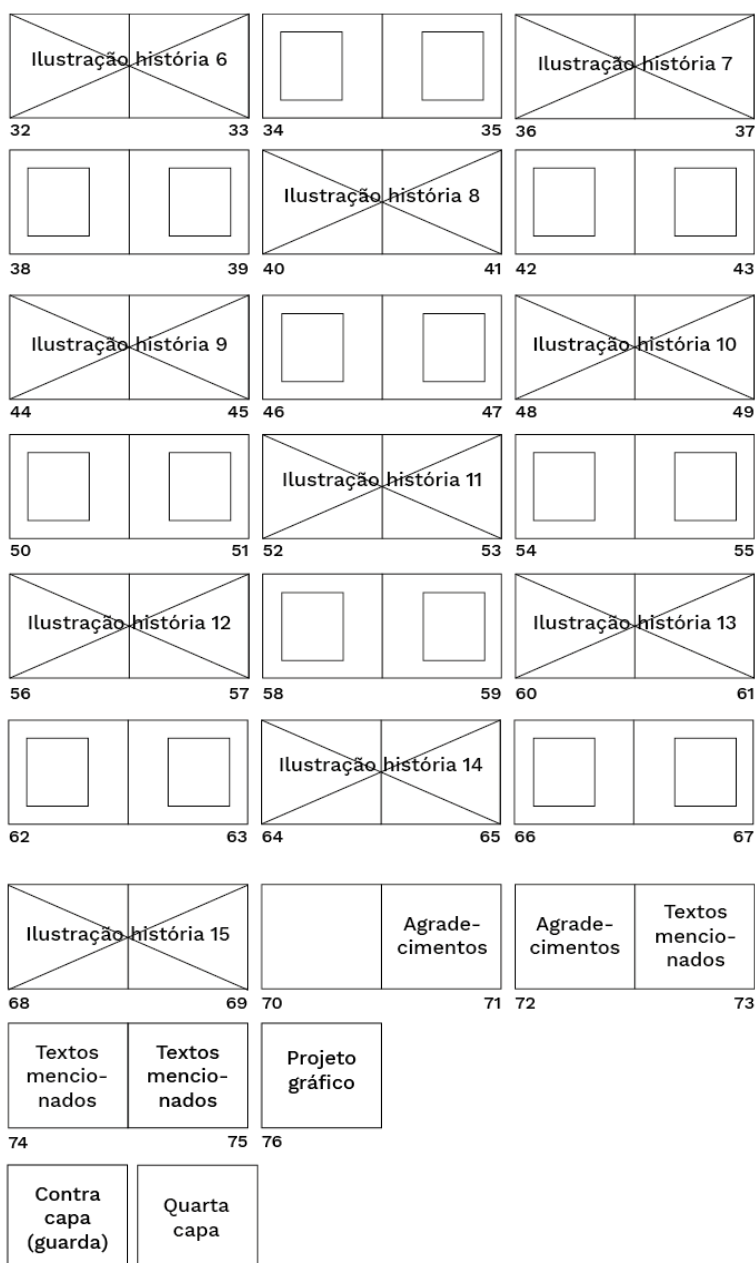 Ilustração história 6
Ilustração história 7
32 33 34 35 36 37
Ilustração história 8
38 39 40 41 42 43
Ilustração história 9
Ilustração história 10
44 45 46 47 48 49
Ilustração história 11
50 51 52 53 54 55
Ilustração história 12
Ilustração história 13
56 57 58 59 60 61
Ilustração história 14
62 63 64 65 66 67
Ilustração história 15
Agrade-
cimentos
Agrade-
cimentos
Textos
mencio-
nados
68 69 70 71 72 73
Textos
mencio-
nados
Textos
mencio-
nados
Projeto
gráfico
74 75 76
Contra
capa
(guarda)
Quarta
capa